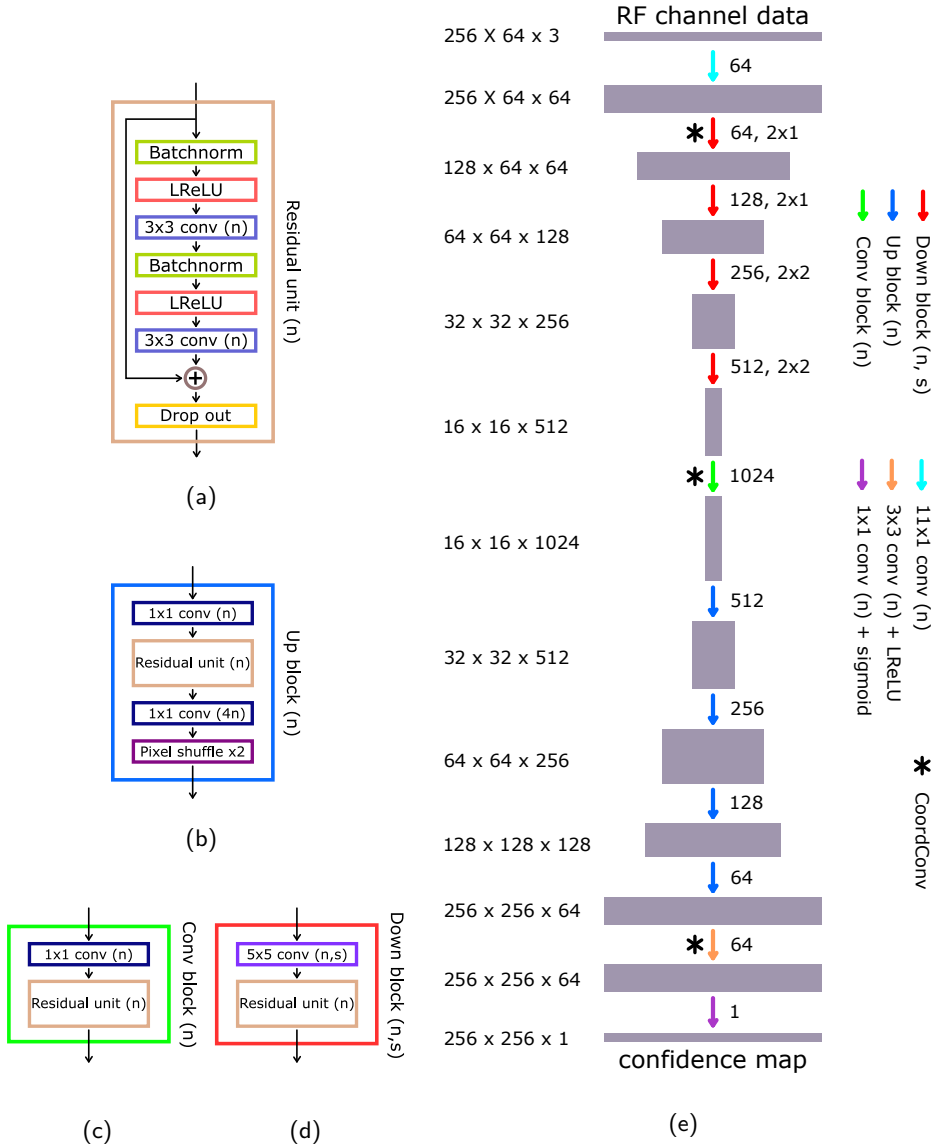 Batchnorm
LReLU
3x3 conv (n)
Batchnorm
LReLU
3x3 conv (n)
+
Drop out
Residual unit (n)
(a)
1x1 conv (n)
Residual unit (n)
1x1 conv (4n)
Pixel shuffle x2
Up block (n)
(b)
1x1 conv (n)
Residual unit (n)
Conv block (n)
(c)
5x5 conv (n,s)
Residual unit (n)
Down block (n,s)
(d)
RF channel data
256 X 64 x 3
64
256 X 64 x 64
* 64, 2x1
128 x 64 x 64
128, 2x1
64 x 64 x 128
256, 2x2
32 x 32 x 256
512, 2x2
16 x 16 x 512
* 1024
16 x 16 x 1024
512
32 x 32 x 512
256
64 x 64 x 256
128
128 x 128 x 128
64
256 x 256 x 64
* 64
256 x 256 x 64
1
256 x 256 x 1
confidence map
(e)
Down block (n, s)
Up block (n)
Conv block (n)
11x1 conv (n)
3x3 conv (n) + LReLU
1x1 conv (n) + sigmoid
* CoordConv